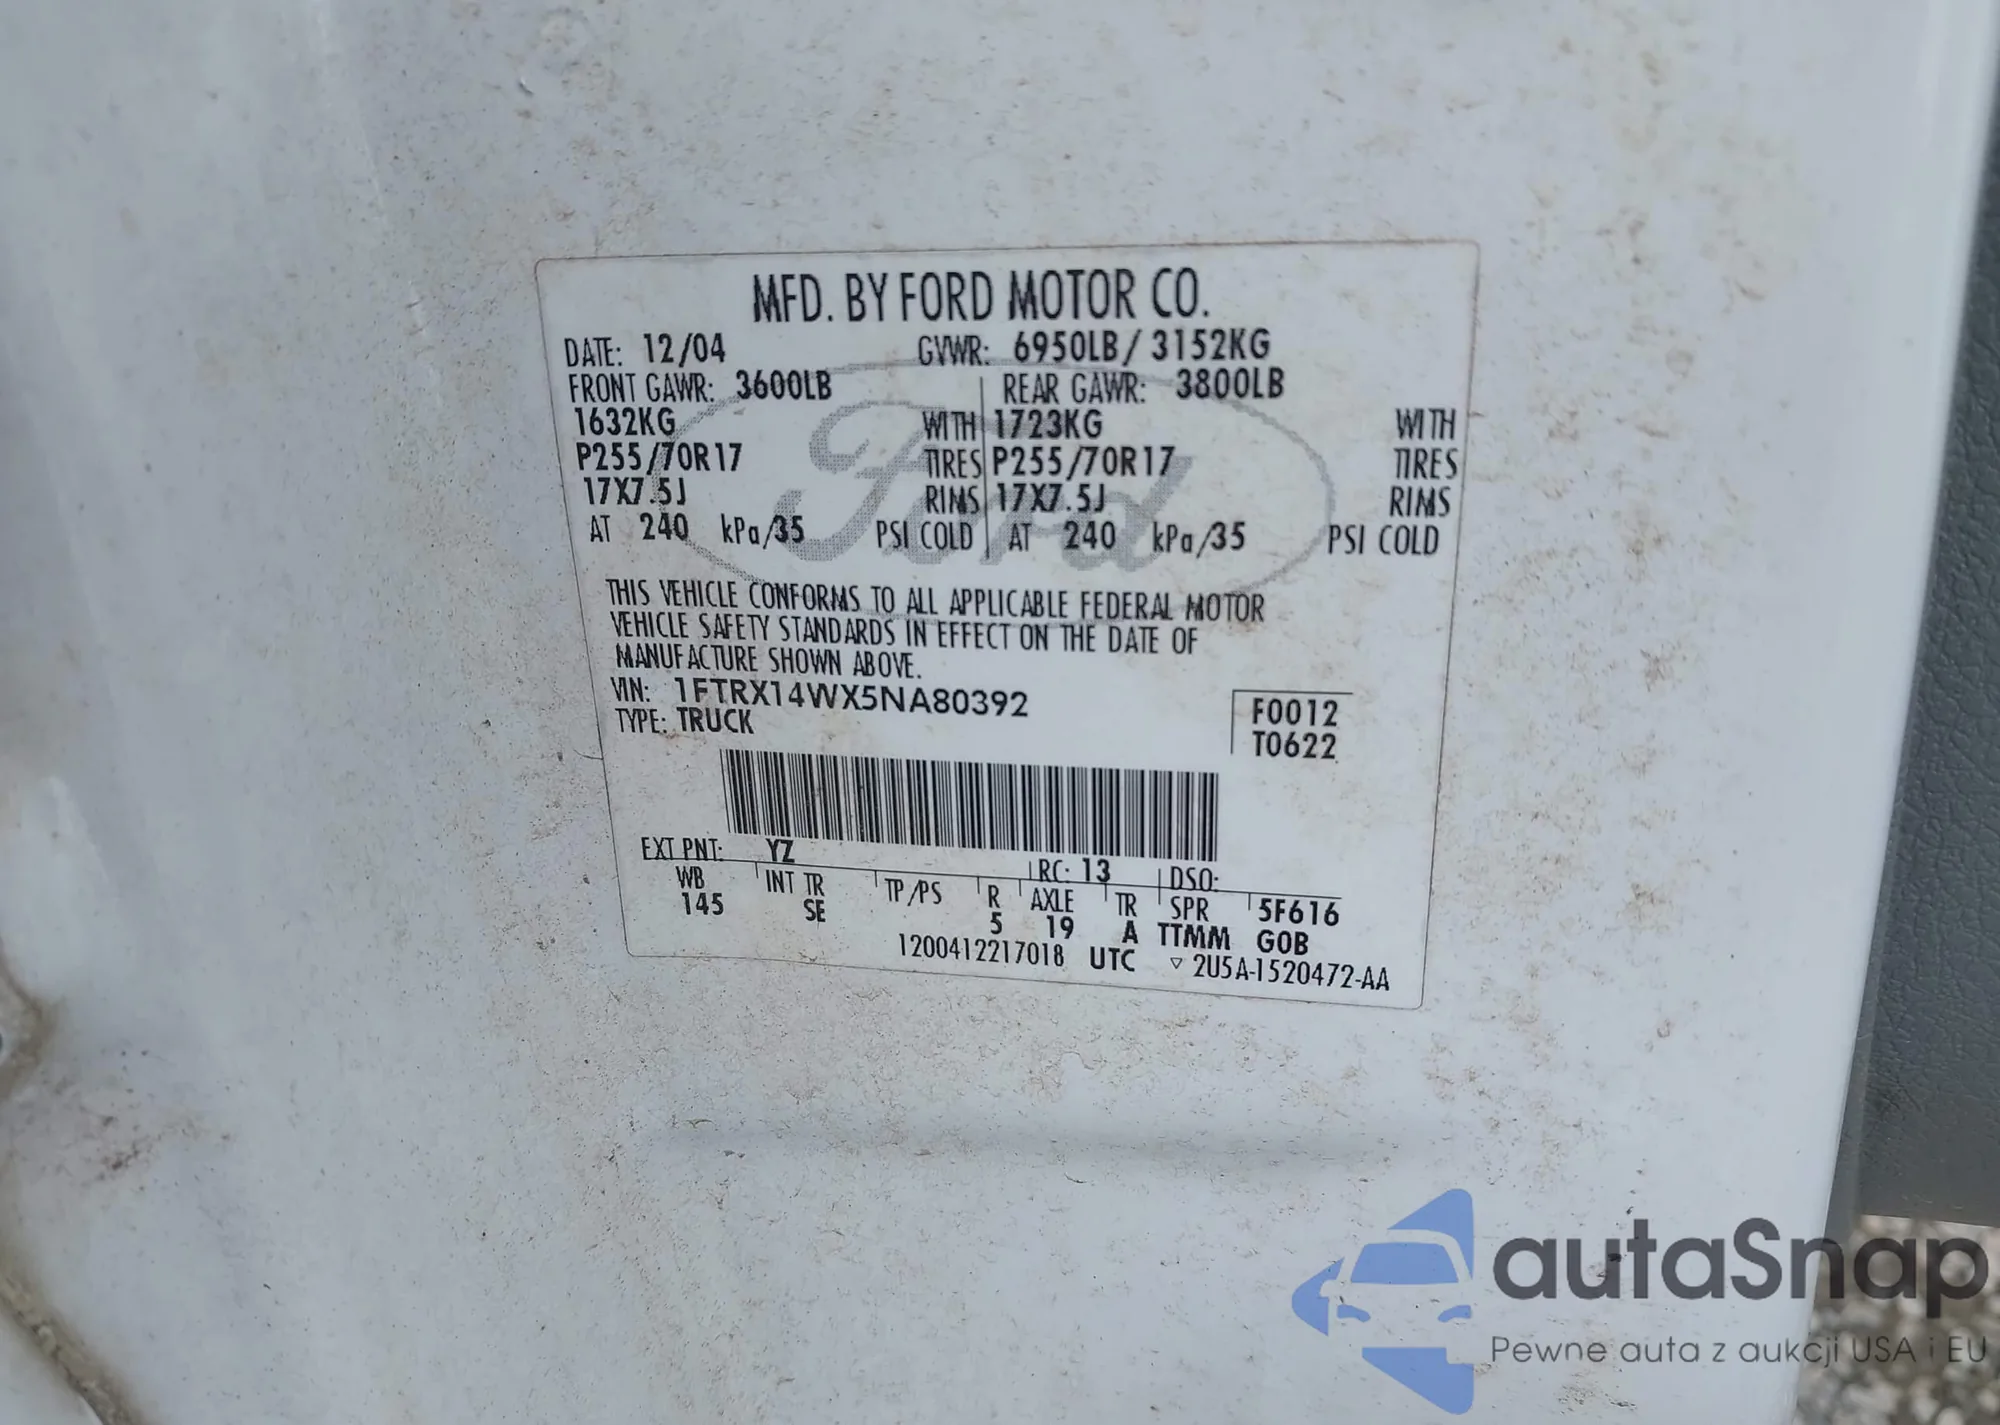 MFD. BY FORD MOTOR CO.
DATE: 12/04 GVWR: 6950LB / 3152KG
FRONT GAWR: 3600LB REAR GAWR: 3800LB
1632KG WITH 1723KG WITH
P255/70R17 TIRES P255/70R17 TIRES
17X7.5J RIMS 17X7.5J RIMS
AT 240 kPa/35 PSI COLD AT 240 kPa/35 PSI COLD
Ford
THIS VEHICLE CONFORMS TO ALL APPLICABLE FEDERAL MOTOR
VEHICLE SAFETY STANDARDS IN EFFECT ON THE DATE OF
MANUFACTURE SHOWN ABOVE.
VIN: 1FTRX14WX5NA80392
TYPE: TRUCK
F0012
T0622
EXT PNT: YZ RC: 13 DSO:
WB INT TR TP/PS R AXLE TR SPR 5F616
145 SE 5 19 A TTMM GOB
1200412217018 UTC ▽ 2U5A-1520472-AA
autaSnap
Pewne auta z aukcji USA i EU